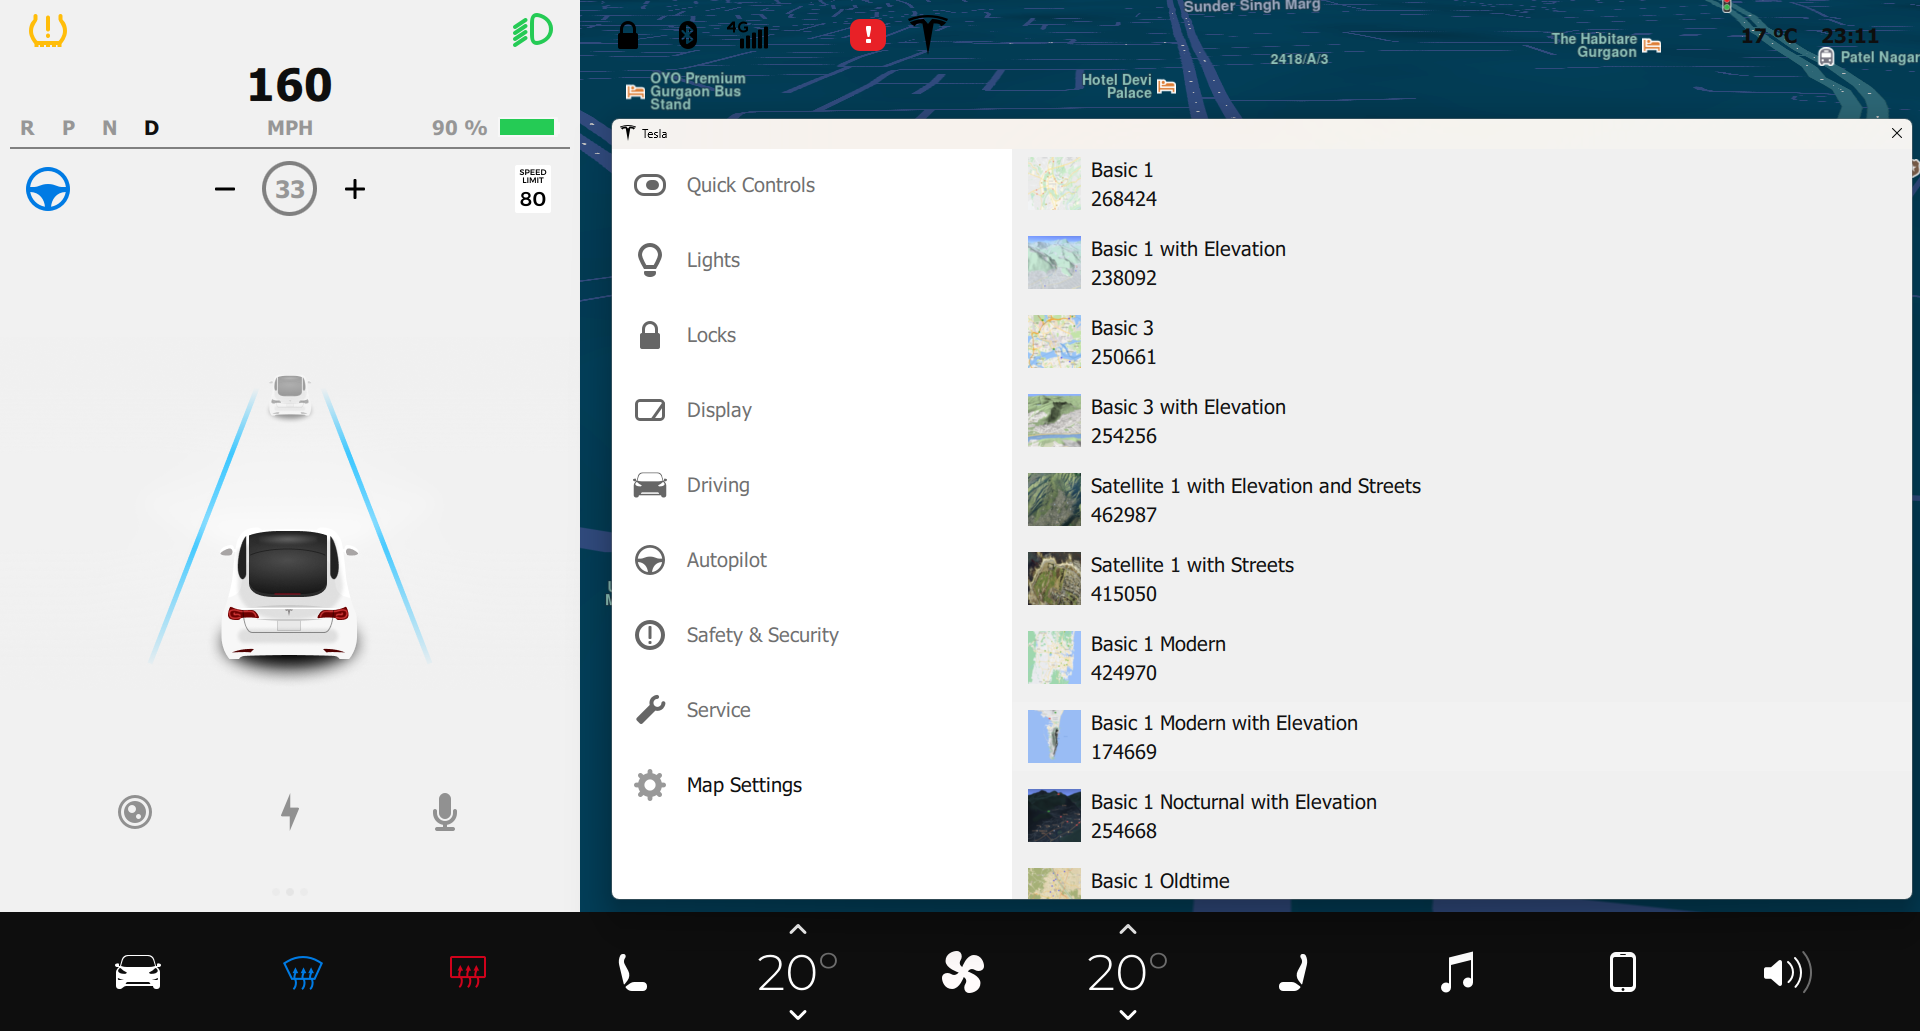 160
R P N D
MPH
90 %
33
SPEED
LIMIT
80
4G
!
Sunder Singh Marg
2418/A/3
The Habitare
Gurgaon
17 ºC
23:11
Patel Nagar
OYO Premium
Gurgaon Bus
Stand
Hotel Devi
Palace
Tesla
Quick Controls
Lights
Locks
Display
Driving
Autopilot
Safety & Security
Service
Map Settings
Basic 1
268424
Basic 1 with Elevation
238092
Basic 3
250661
Basic 3 with Elevation
254256
Satellite 1 with Elevation and Streets
462987
Satellite 1 with Streets
415050
Basic 1 Modern
424970
Basic 1 Modern with Elevation
174669
Basic 1 Nocturnal with Elevation
254668
Basic 1 Oldtime
20°
20°